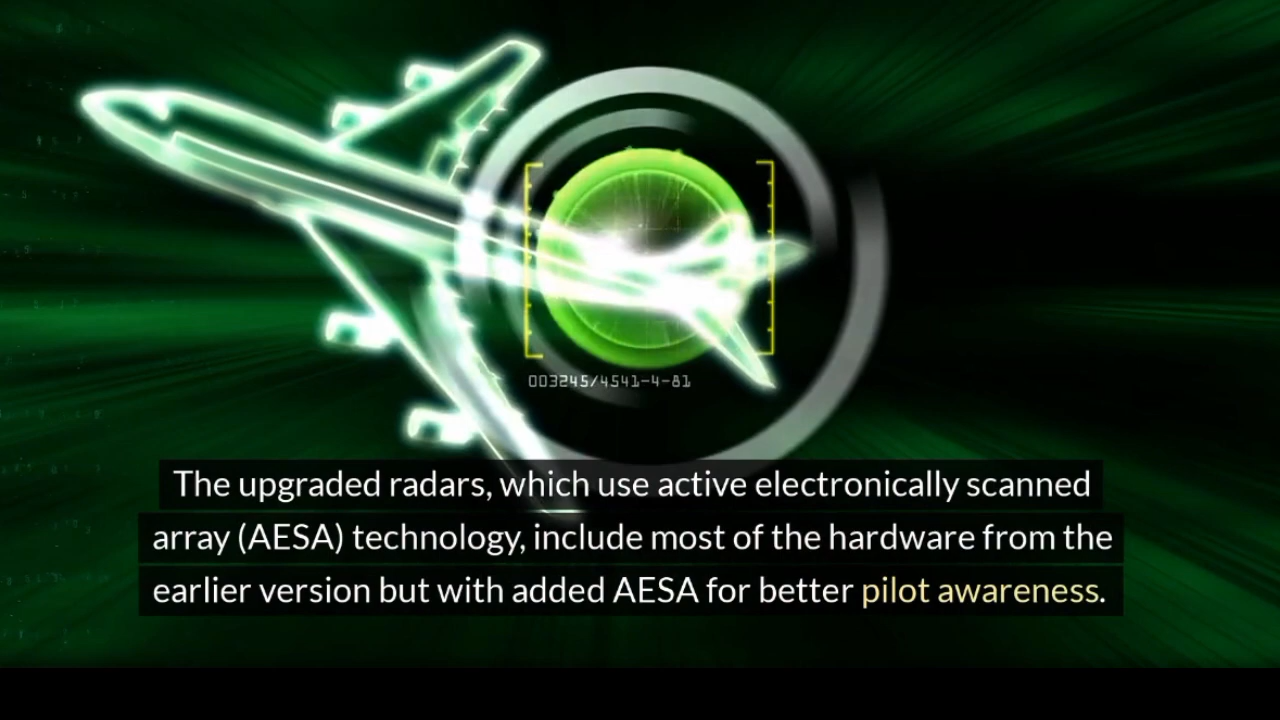 003245/4541-4-81
The upgraded radars, which use active electronically scanned
array (AESA) technology, include most of the hardware from the
earlier version but with added AESA for better pilot awareness.